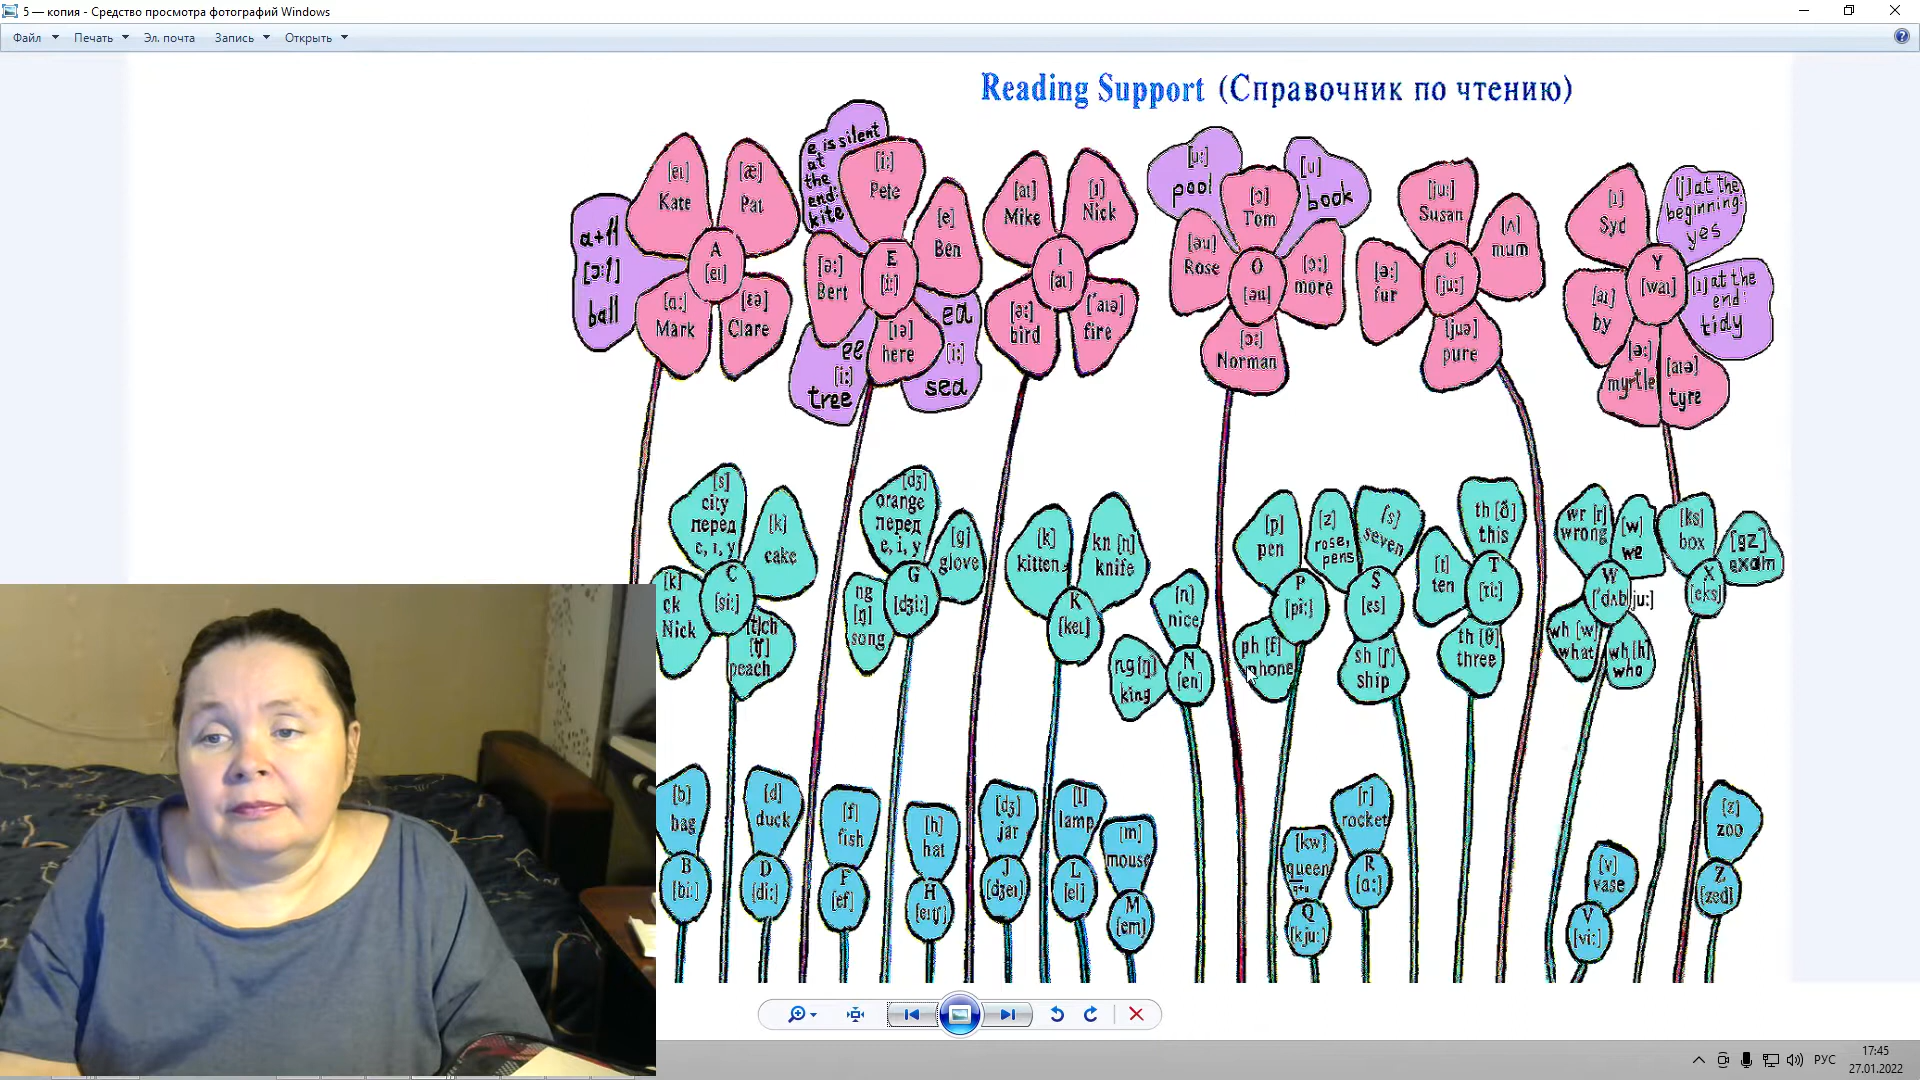 5 — копия - Средство просмотра фотографий Windows
Файл Печать Эл. почта Запись Открыть
Reading Support (Справочник по чтению)
a+ll
[ɔ:l]
ball
[eɪ]
Kate
[æ]
Pat
A
[eɪ]
[ɑ:]
Mark
[ɛə]
Clare
e is silent
at
the
end:
kite
[i:]
Pete
[e]
Ben
[ə:]
Bert
E
[i:]
[ɪə]
here
ee
[i:]
tree
ea
[i:]
sea
[aɪ]
Mike
[ɪ]
Nick
I
[aɪ]
[ə:]
bird
['aɪə]
fire
[u:]
pool
[ɔ]
Tom
[u]
book
[əu]
Rose
O
[əu]
[ɔ:]
more
[ɔ:]
Norman
[ju:]
Susan
[ʌ]
mum
[ə:]
fur
U
[ju:]
[juə]
pure
[ɪ]
Syd
[j] at the
beginning:
yes
[aɪ]
by
Y
[waɪ]
[ɪ] at the
end:
tidy
[ə:]
myrtle
[aɪə]
tyre
[s]
city
перед
e, i, y
[k]
cake
C
[si:]
[k]
ck
Nick
[t]ch
[tʃ]
peach
[dʒ]
orange
перед
e, i, y
[g]
glove
G
[dʒi:]
ng
[ŋ]
song
[k]
kitten
kn [n]
knife
K
[keɪ]
[n]
nice
ng [ŋ]
king
N
[en]
[p]
pen
P
[pi:]
ph [f]
phone
[z]
rose,
pens
[s]
seven
S
[es]
sh [ʃ]
ship
th [ð]
this
[t]
ten
T
[ti:]
th [θ]
three
wr [r]
wrong
[w]
we
W
['dʌblju:]
wh [w]
what
wh [h]
who
[ks]
box
[gz]
exam
X
[eks]
[b]
bag
B
[bi:]
[d]
duck
D
[di:]
[f]
fish
F
[ef]
[h]
hat
H
[eɪtʃ]
[dʒ]
jar
J
[dʒeɪ]
[l]
lamp
L
[el]
[m]
mouse
M
[em]
[kw]
queen
q+u
Q
[kju:]
[r]
rocket
R
[ɑ:]
[v]
vase
V
[vi:]
[z]
zoo
Z
[zed]
РУС
17:45
27.01.2022